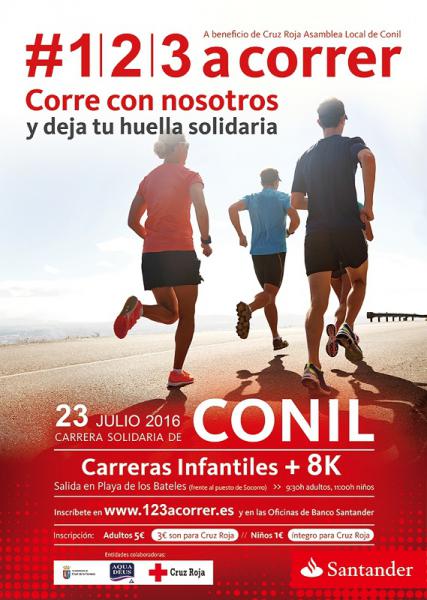 A beneficio de Cruz Roja Asamblea Local de Conil
#1|2|3 a correr
Corre con nosotros
y deja tu huella solidaria
23 JULIO 2016
CARRERA SOLIDARIA DE
CONIL
Carreras Infantiles + 8K
Salida en Playa de los Bateles (frente al puesto de Socorro) >> 9:30h adultos, 11:00h niños
Inscríbete en www.123acorrer.es y en las Oficinas de Banco Santander
Inscripción: Adultos 5€ 3€ son para Cruz Roja // Niños 1€ íntegro para Cruz Roja
Entidades colaboradoras:
AQUA
DEUS
Cruz Roja
Santander